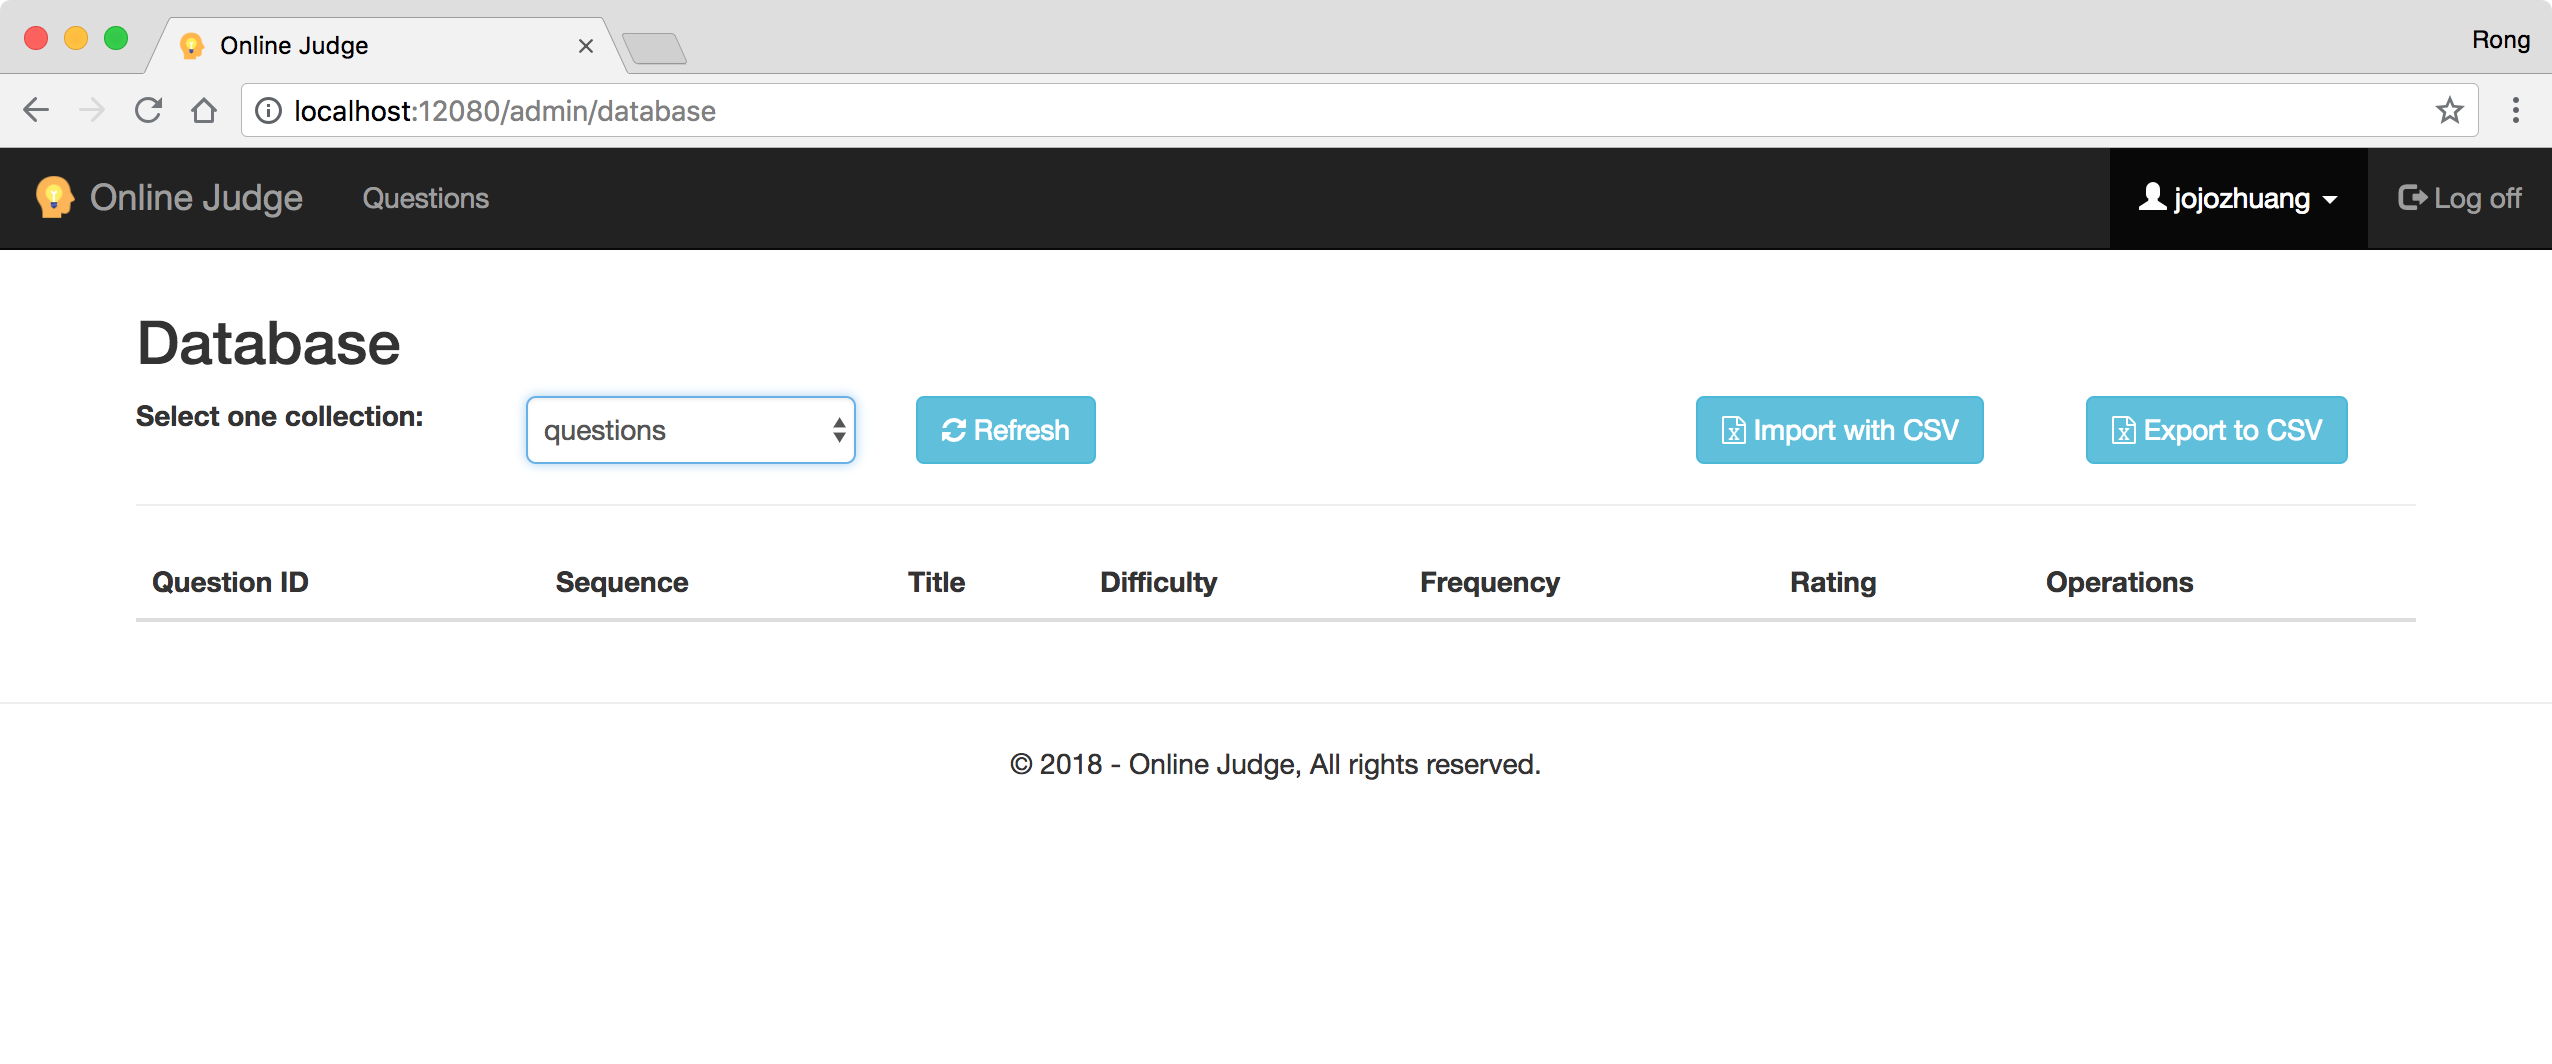 Online Judge
Rong
localhost:12080/admin/database
Online Judge Questions jojozhuang Log off
Database
Select one collection: questions Refresh Import with CSV Export to CSV
Question ID Sequence Title Difficulty Frequency Rating Operations
© 2018 - Online Judge, All rights reserved.